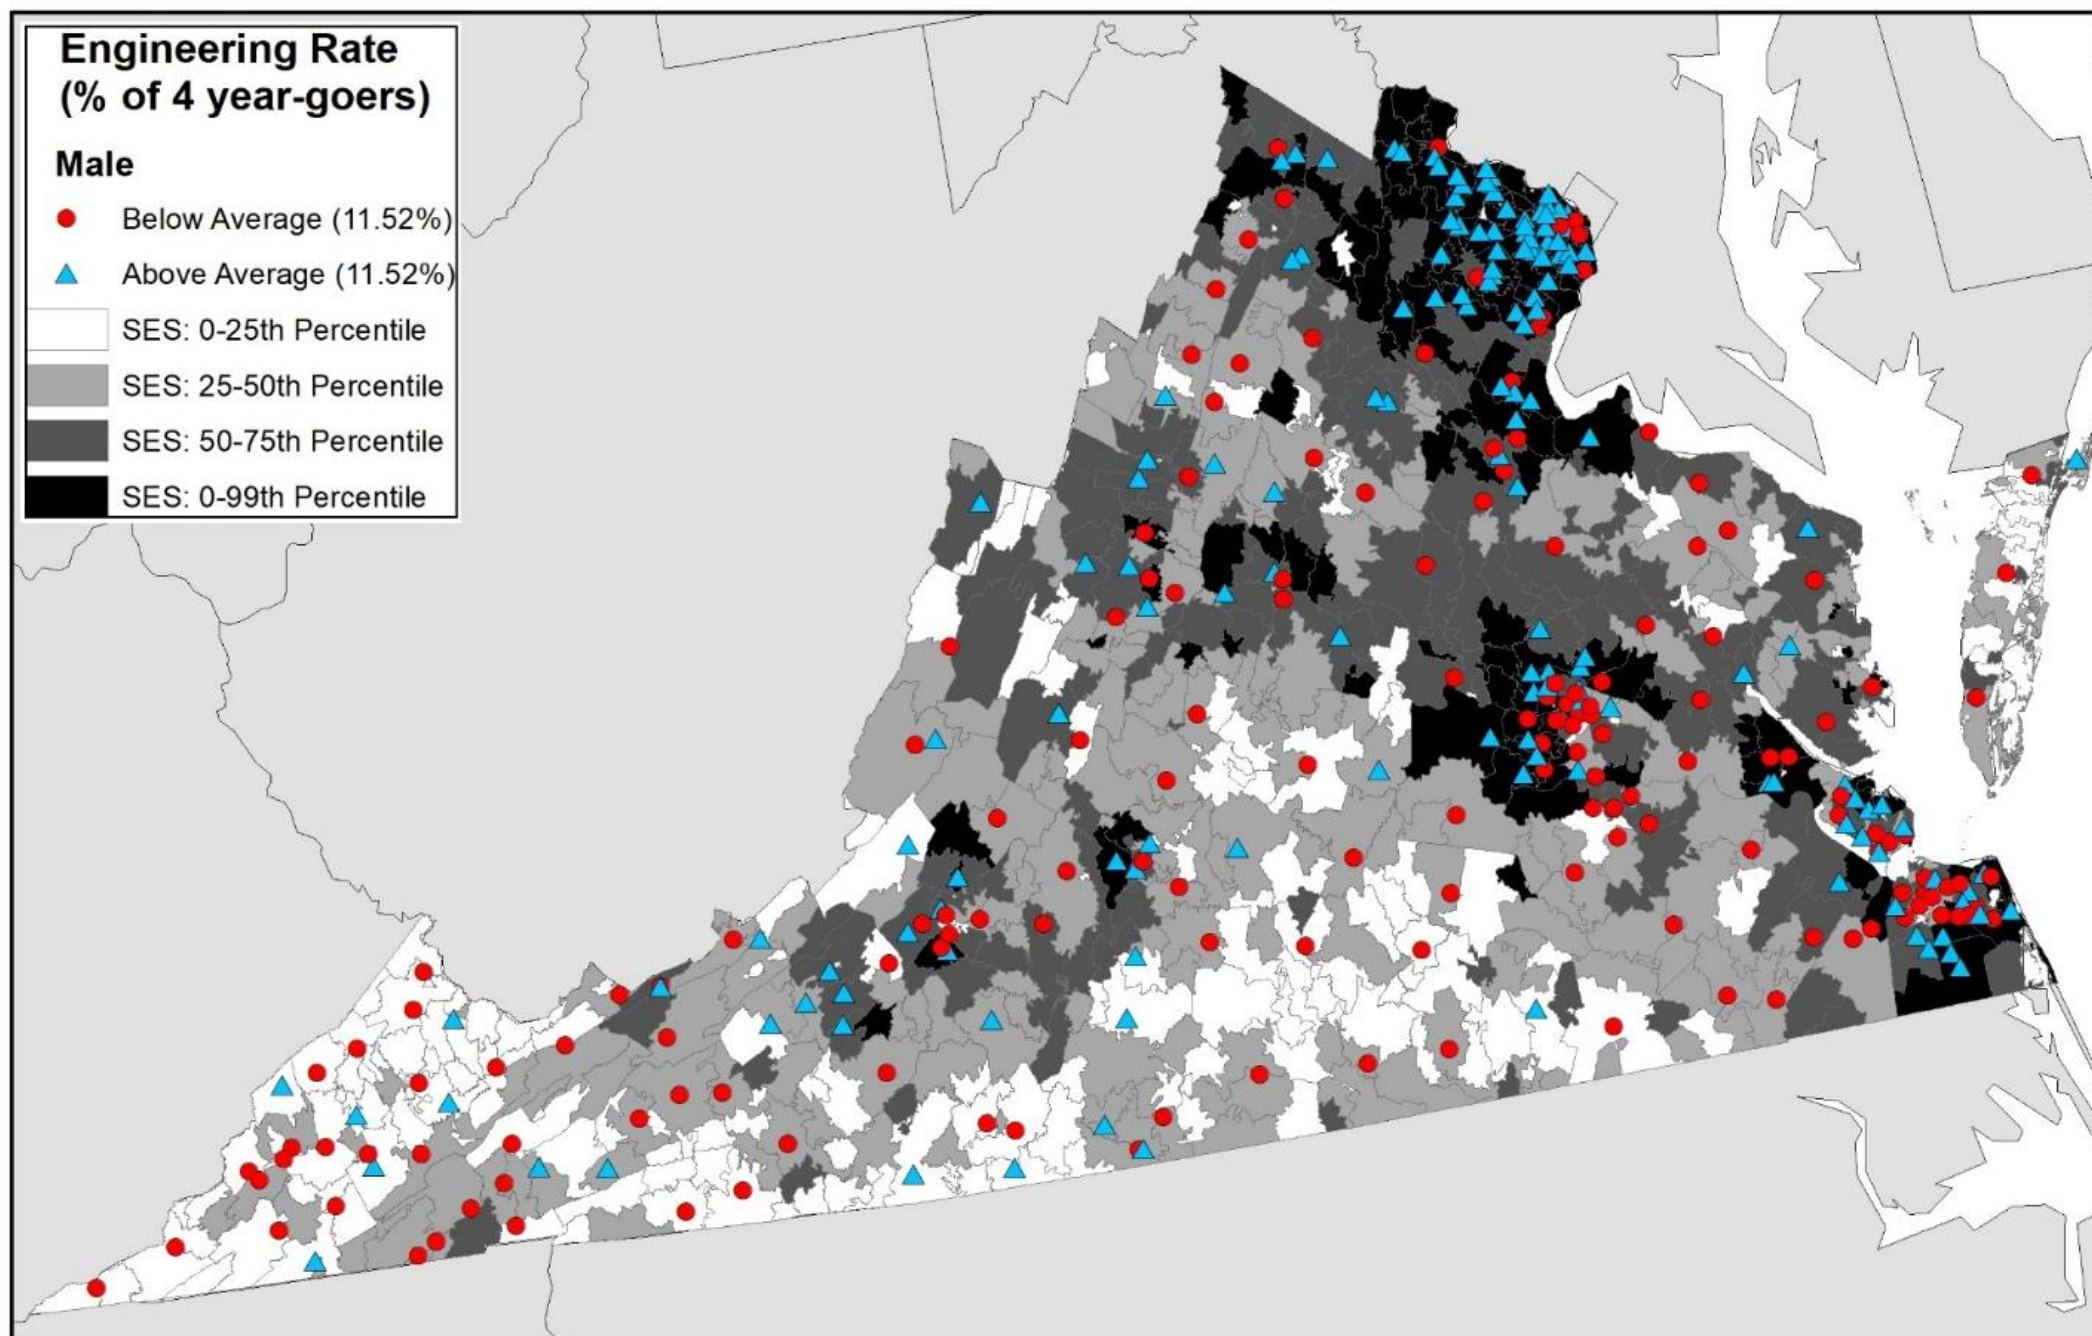 Engineering Rate
(% of 4 year-goers)
Male
Below Average (11.52%)
Above Average (11.52%)
SES: 0-25th Percentile
SES: 25-50th Percentile
SES: 50-75th Percentile
SES: 0-99th Percentile